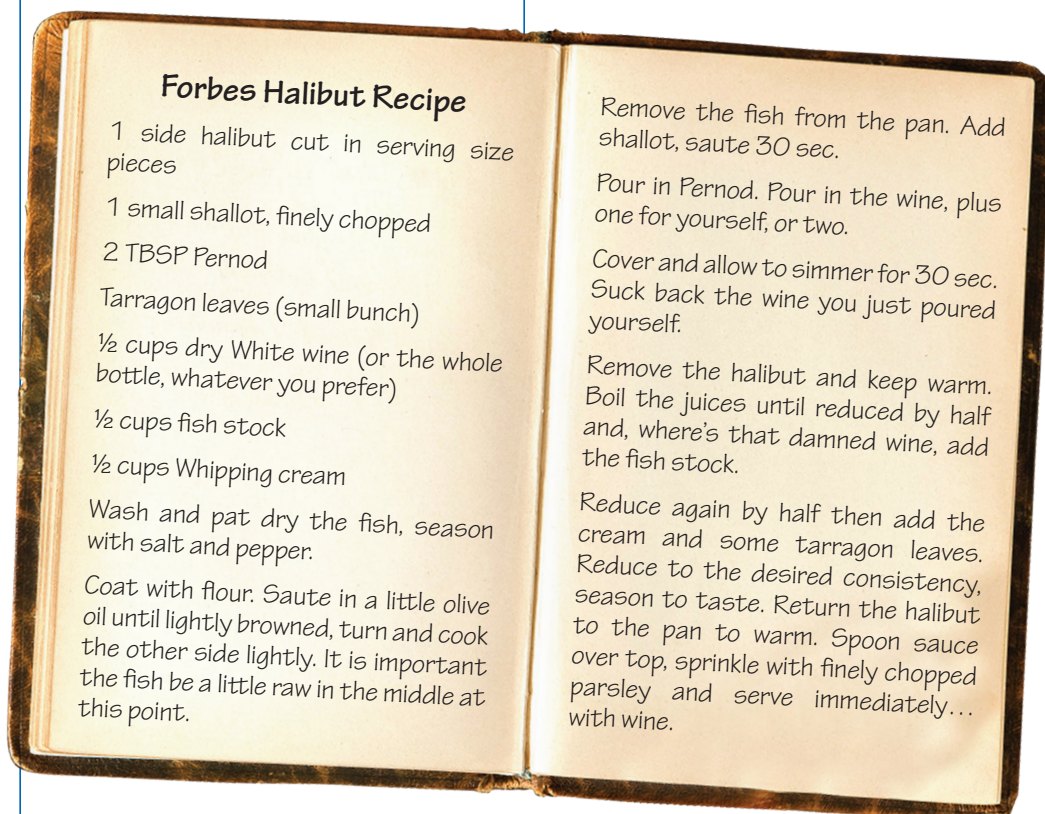 Forbes Halibut Recipe
1 side halibut cut in serving size
pieces
1 small shallot, finely chopped
2 TBSP Pernod
Tarragon leaves (small bunch)
½ cups dry White wine (or the whole
bottle, whatever you prefer)
½ cups fish stock
½ cups Whipping cream
Wash and pat dry the fish, season
with salt and pepper.
Coat with flour. Saute in a little olive
oil until lightly browned, turn and cook
the other side lightly. It is important
the fish be a little raw in the middle at
this point.
Remove the fish from the pan. Add
shallot, saute 30 sec.
Pour in Pernod. Pour in the wine, plus
one for yourself, or two.
Cover and allow to simmer for 30 sec.
Suck back the wine you just poured
yourself.
Remove the halibut and keep warm.
Boil the juices until reduced by half
and, where's that damned wine, add
the fish stock.
Reduce again by half then add the
cream and some tarragon leaves.
Reduce to the desired consistency,
season to taste. Return the halibut
to the pan to warm. Spoon sauce
over top, sprinkle with finely chopped
parsley and serve immediately...
with wine.